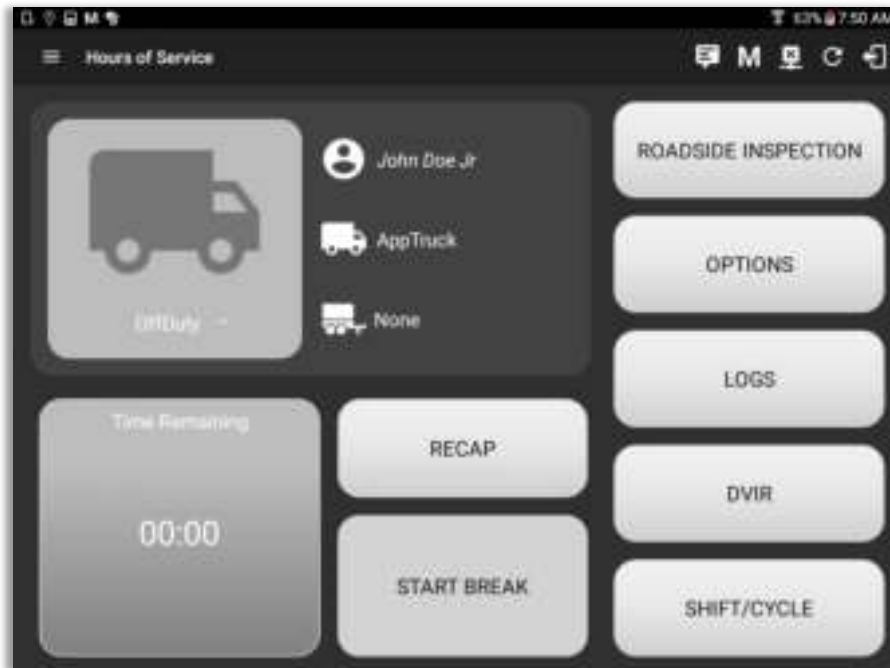 M
63% 7:50 AM
Hours of Service
M
John Doe Jr
AppTruck
None
OffDuty
Time Remaining
00:00
RECAP
START BREAK
ROADSIDE INSPECTION
OPTIONS
LOGS
DVIR
SHIFT/CYCLE